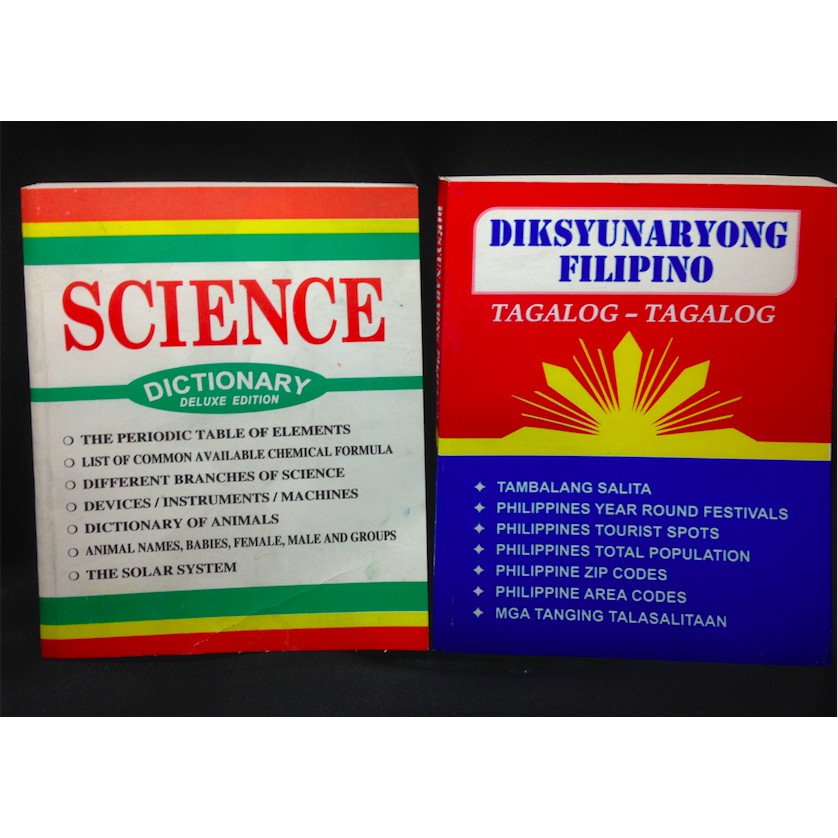 SCIENCE
DICTIONARY
DELUXE EDITION
❍ THE PERIODIC TABLE OF ELEMENTS
❍ LIST OF COMMON AVAILABLE CHEMICAL FORMULA
❍ DIFFERENT BRANCHES OF SCIENCE
❍ DEVICES / INSTRUMENTS / MACHINES
❍ DICTIONARY OF ANIMALS
❍ ANIMAL NAMES, BABIES, FEMALE, MALE AND GROUPS
❍ THE SOLAR SYSTEM
DIKSYUNARYONG
FILIPINO
TAGALOG – TAGALOG
✦ TAMBALANG SALITA
✦ PHILIPPINES YEAR ROUND FESTIVALS
✦ PHILIPPINES TOURIST SPOTS
✦ PHILIPPINES TOTAL POPULATION
✦ PHILIPPINE ZIP CODES
✦ PHILIPPINE AREA CODES
✦ MGA TANGING TALASALITAAN